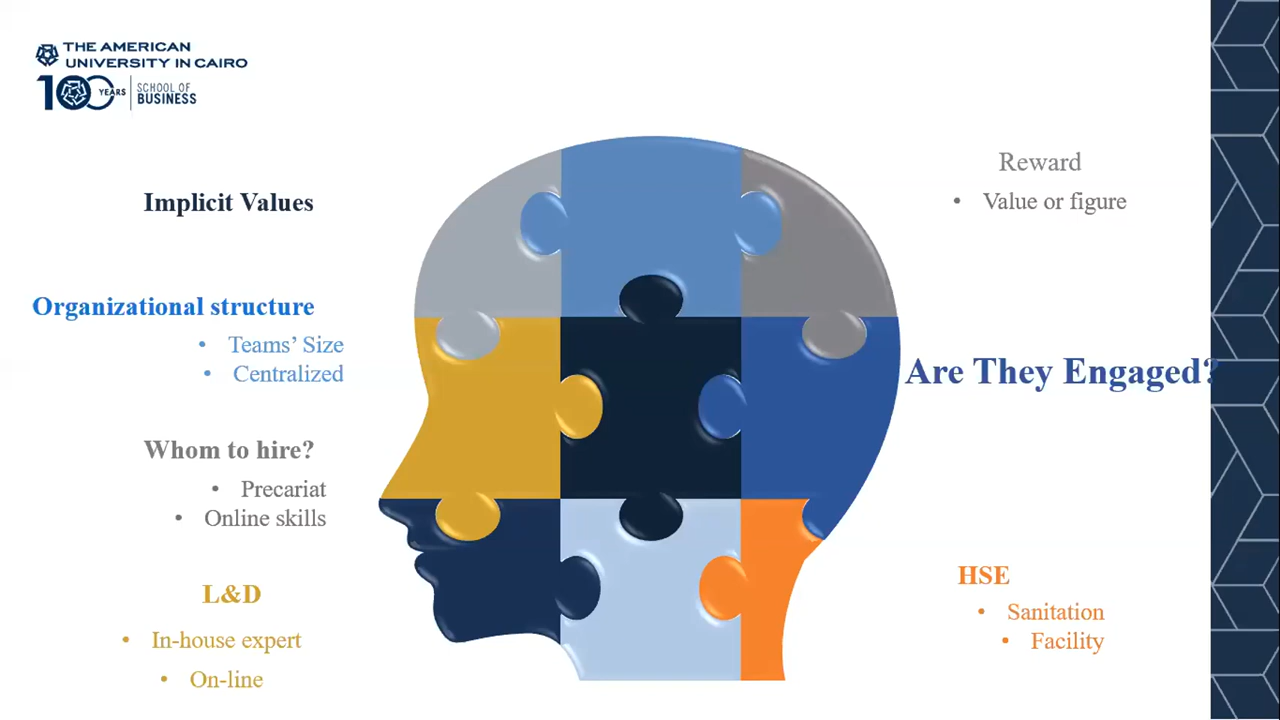 THE AMERICAN
UNIVERSITY IN CAIRO
100 YEARS
SCHOOL OF
BUSINESS
Implicit Values
Organizational structure
• Teams’ Size
• Centralized
Whom to hire?
• Precariat
• Online skills
L&D
• In-house expert
• On-line
Reward
• Value or figure
Are They Engaged?
HSE
• Sanitation
• Facility